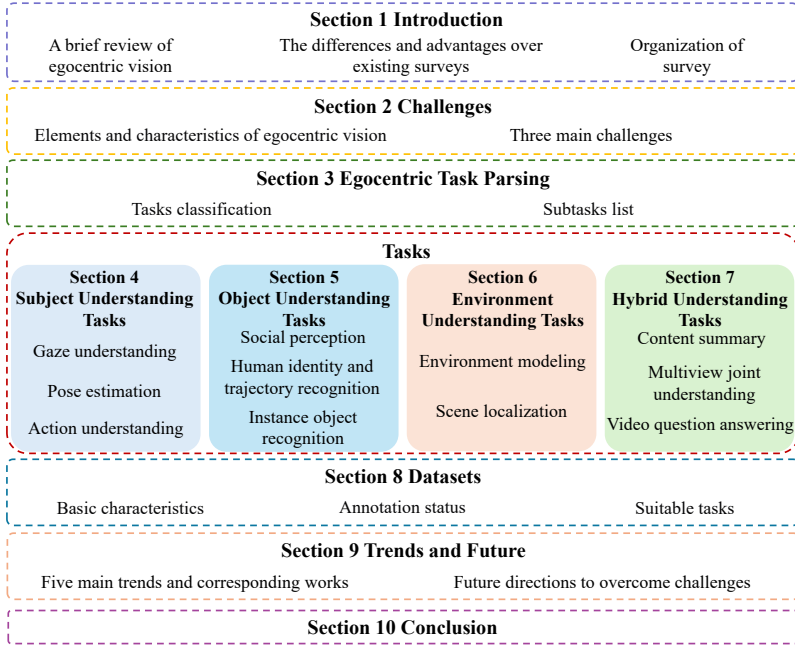 Section 1 Introduction
A brief review of
egocentric vision
The differences and advantages over
existing surveys
Organization of
survey
Section 2 Challenges
Elements and characteristics of egocentric vision
Three main challenges
Section 3 Egocentric Task Parsing
Tasks classification
Subtasks list
Tasks
Section 4
Subject Understanding
Tasks
Gaze understanding
Pose estimation
Action understanding
Section 5
Object Understanding
Tasks
Social perception
Human identity and
trajectory recognition
Instance object
recognition
Section 6
Environment
Understanding Tasks
Environment modeling
Scene localization
Section 7
Hybrid Understanding
Tasks
Content summary
Multiview joint
understanding
Video question answering
Section 8 Datasets
Basic characteristics
Annotation status
Suitable tasks
Section 9 Trends and Future
Five main trends and corresponding works
Future directions to overcome challenges
Section 10 Conclusion